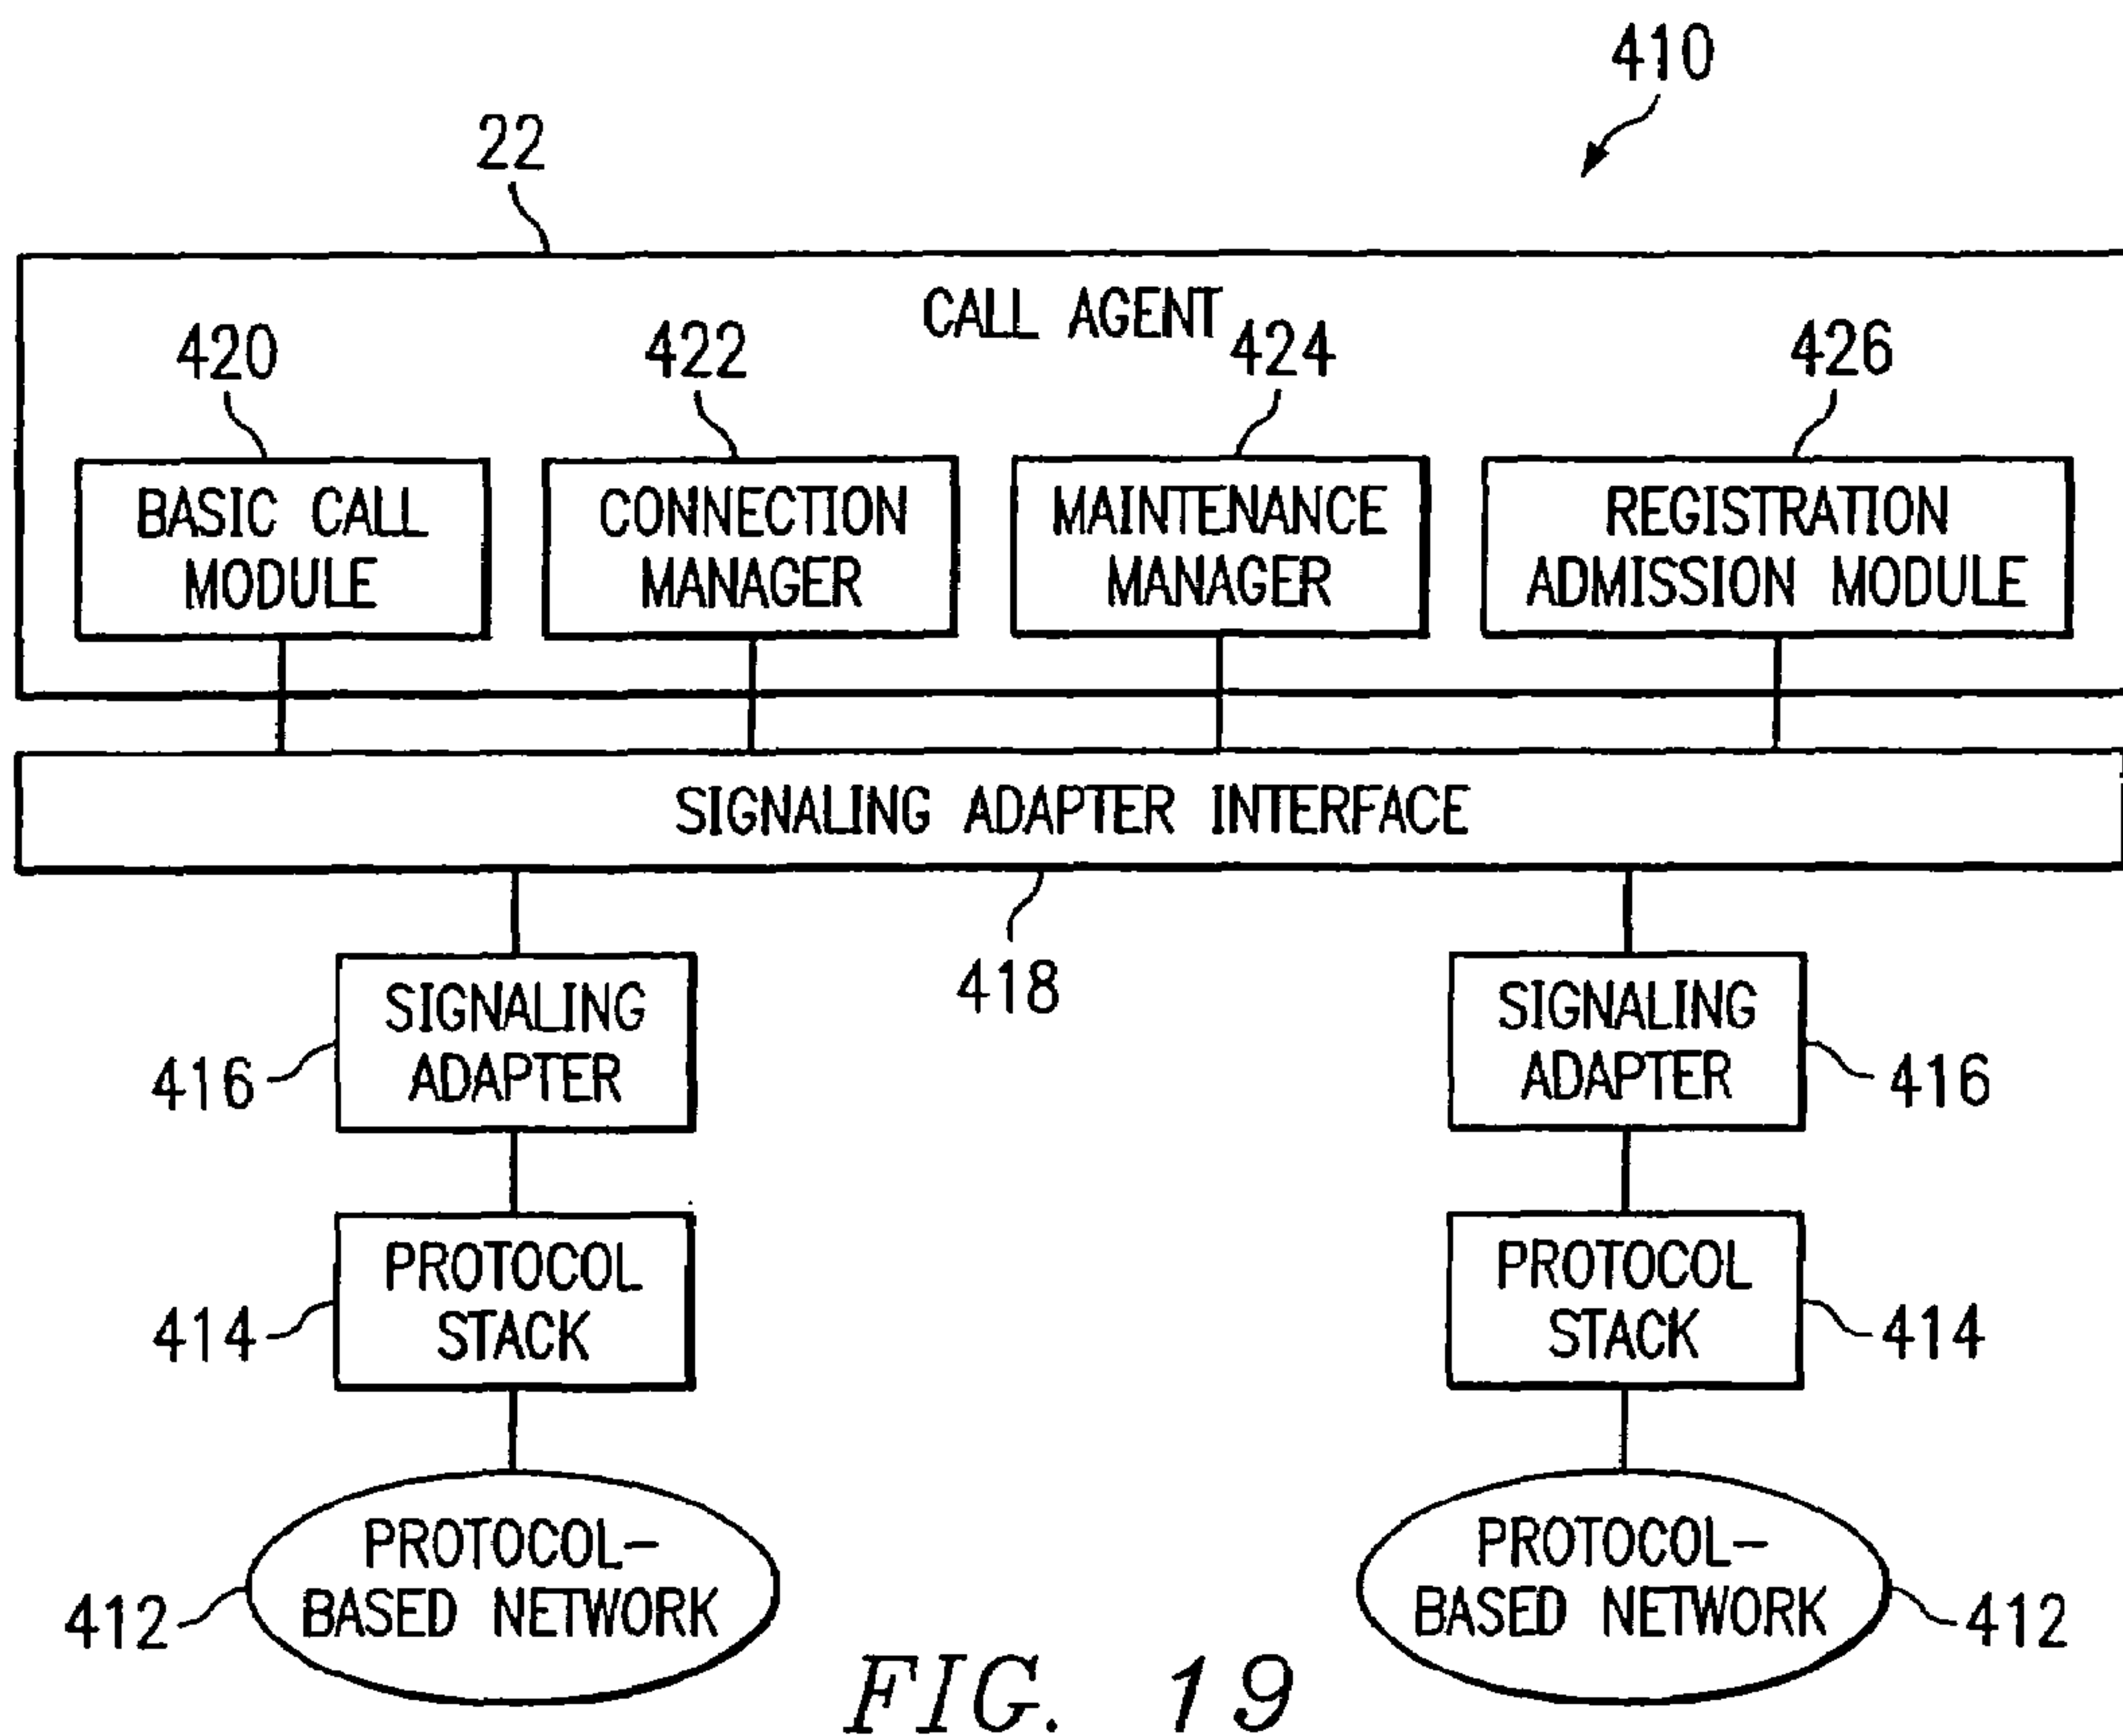 410
22
CALL AGENT
420
422
424
426
BASIC CALL
MODULE
CONNECTION
MANAGER
MAINTENANCE
MANAGER
REGISTRATION
ADMISSION MODULE
SIGNALING ADAPTER INTERFACE
418
SIGNALING
ADAPTER
416
SIGNALING
ADAPTER
416
PROTOCOL
STACK
414
PROTOCOL
STACK
414
PROTOCOL-
BASED NETWORK
412
PROTOCOL-
BASED NETWORK
412
FIG. 19